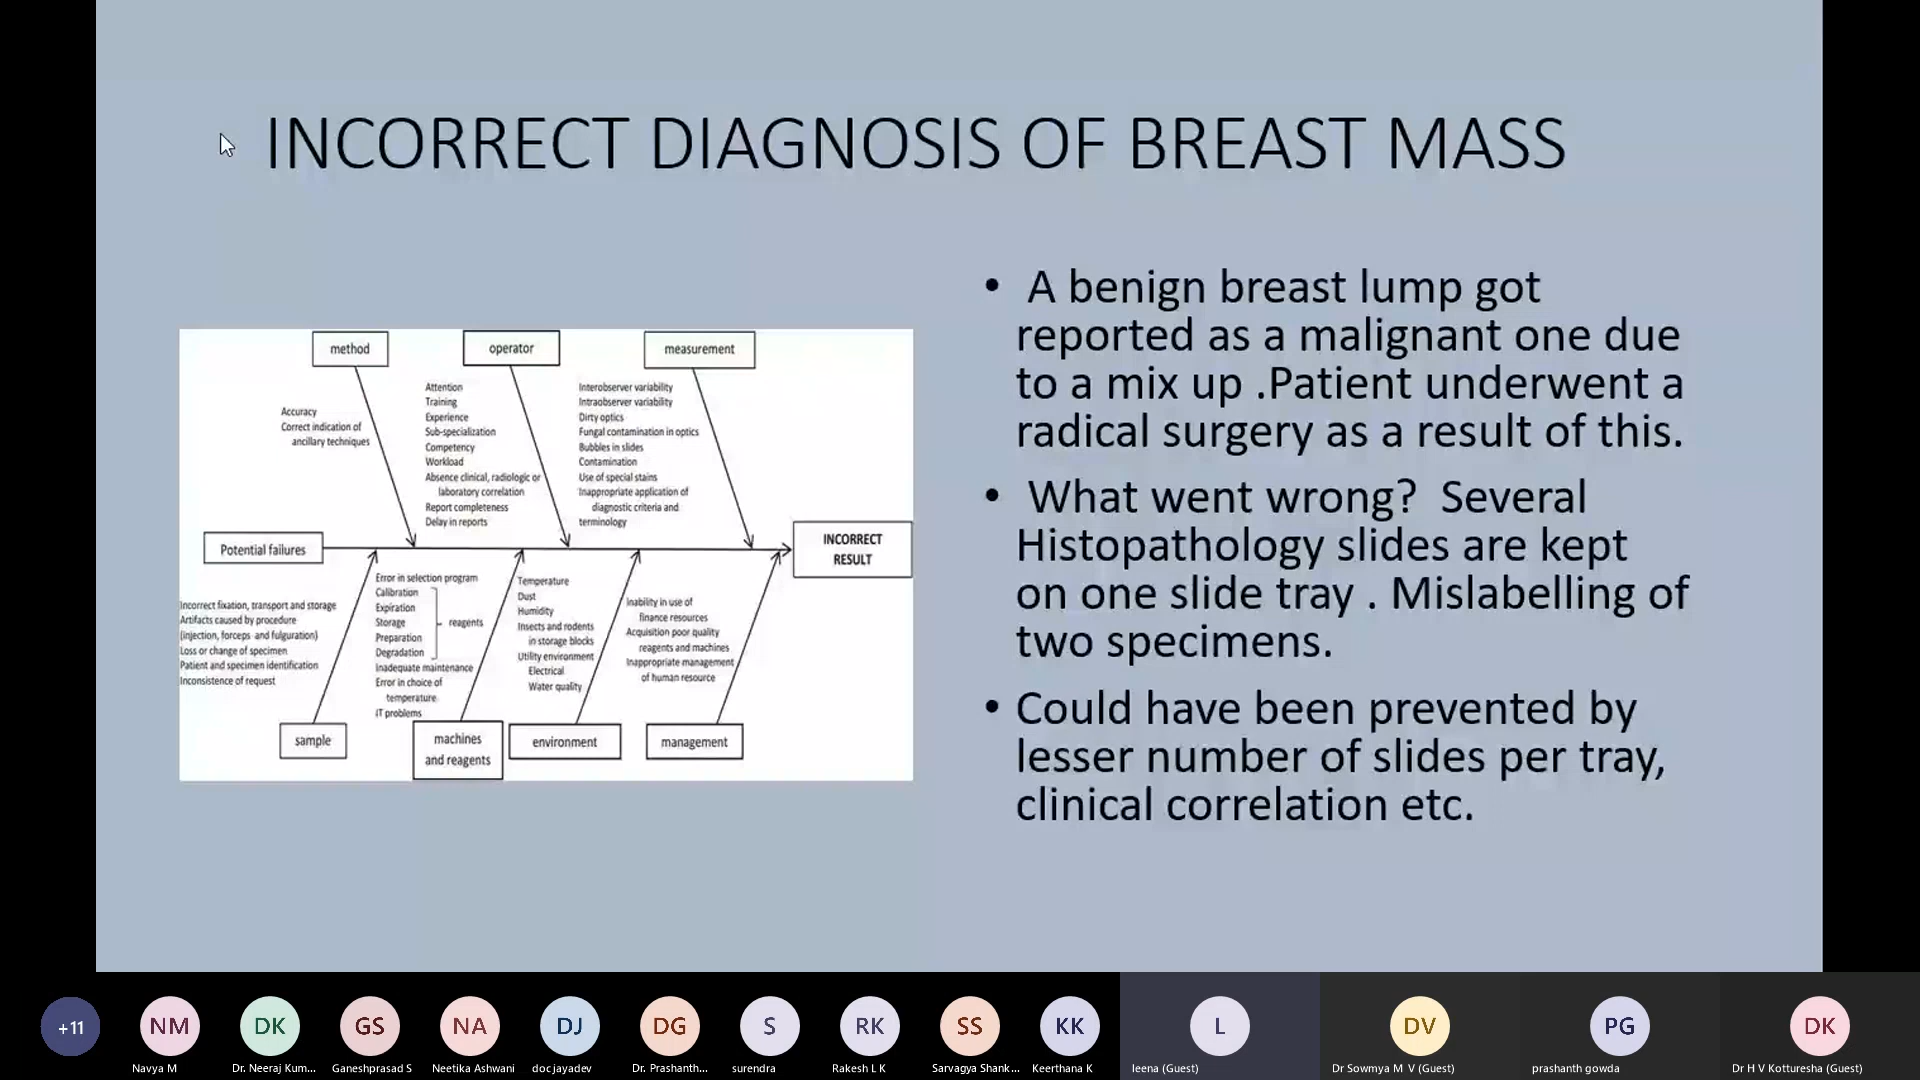 INCORRECT DIAGNOSIS OF BREAST MASS
method
operator
measurement
Accuracy
Correct indication of
ancillary techniques
Attention
Training
Experience
Sub-specialization
Competency
Workload
Absence clinical, radiologic or
laboratory correlation
Report completeness
Delay in reports
Interobserver variability
Intraobserver variability
Dirty optics
Fungal contamination in optics
Bubbles in slides
Contamination
Use of special stains
Inappropriate application of
diagnostic criteria and
terminology
Potential failures
INCORRECT
RESULT
Incorrect fixation, transport and storage
Artifacts caused by procedure
(injection, forceps and fulguration)
Loss or change of specimen
Patient and specimen identification
Inconsistence of request
Error in selection program
Calibration
Expiration
Storage
Preparation
Degradation
reagents
Inadequate maintenance
Error in choice of
temperature
IT problems
Temperature
Dust
Humidity
Insects and rodents
in storage blocks
Utility environment
Electrical
Water quality
Inability in use of
finance resources
Acquisition poor quality
reagents and machines
Inappropriate management
of human resource
sample
machines
and reagents
environment
management
• A benign breast lump got
reported as a malignant one due
to a mix up .Patient underwent a
radical surgery as a result of this.
• What went wrong? Several
Histopathology slides are kept
on one slide tray . Mislabelling of
two specimens.
• Could have been prevented by
lesser number of slides per tray,
clinical correlation etc.
+11
NM
DK
GS
NA
DJ
DG
S
RK
SS
KK
L
DV
PG
DK
Navya M
Dr. Neeraj Kum...
Ganeshprasad S
Neetika Ashwani
docjayadev
Dr. Prashanth...
surendra
Rakesh L K
Sarvagya Shank...
Keerthana K
leena (Guest)
Dr Sowmya M V (Guest)
prashanth gowda
Dr H V Kotturesha (Guest)